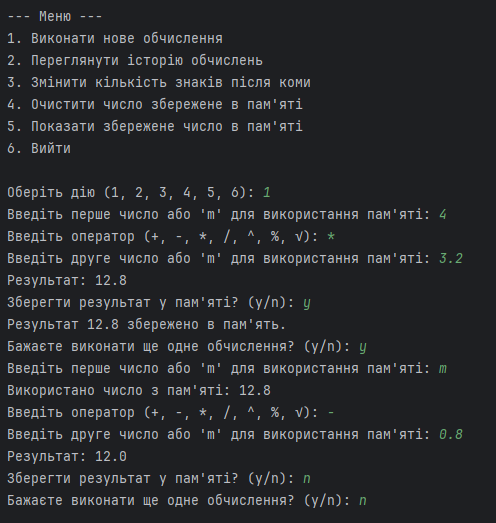 --- Меню ---
1. Виконати нове обчислення
2. Переглянути історію обчислень
3. Змінити кількість знаків після коми
4. Очистити число збережене в пам'яті
5. Показати збережене число в пам'яті
6. Вийти
Оберіть дію (1, 2, 3, 4, 5, 6): 1
Введіть перше число або 'm' для використання пам'яті: 4
Введіть оператор (+, -, *, /, ^, %, √): *
Введіть друге число або 'm' для використання пам'яті: 3.2
Результат: 12.8
Зберегти результат у пам'яті? (y/n): y
Результат 12.8 збережено в пам'ять.
Бажаєте виконати ще одне обчислення? (y/n): y
Введіть перше число або 'm' для використання пам'яті: m
Використано число з пам'яті: 12.8
Введіть оператор (+, -, *, /, ^, %, √): -
Введіть друге число або 'm' для використання пам'яті: 0.8
Результат: 12.0
Зберегти результат у пам'яті? (y/n): n
Бажаєте виконати ще одне обчислення? (y/n): n